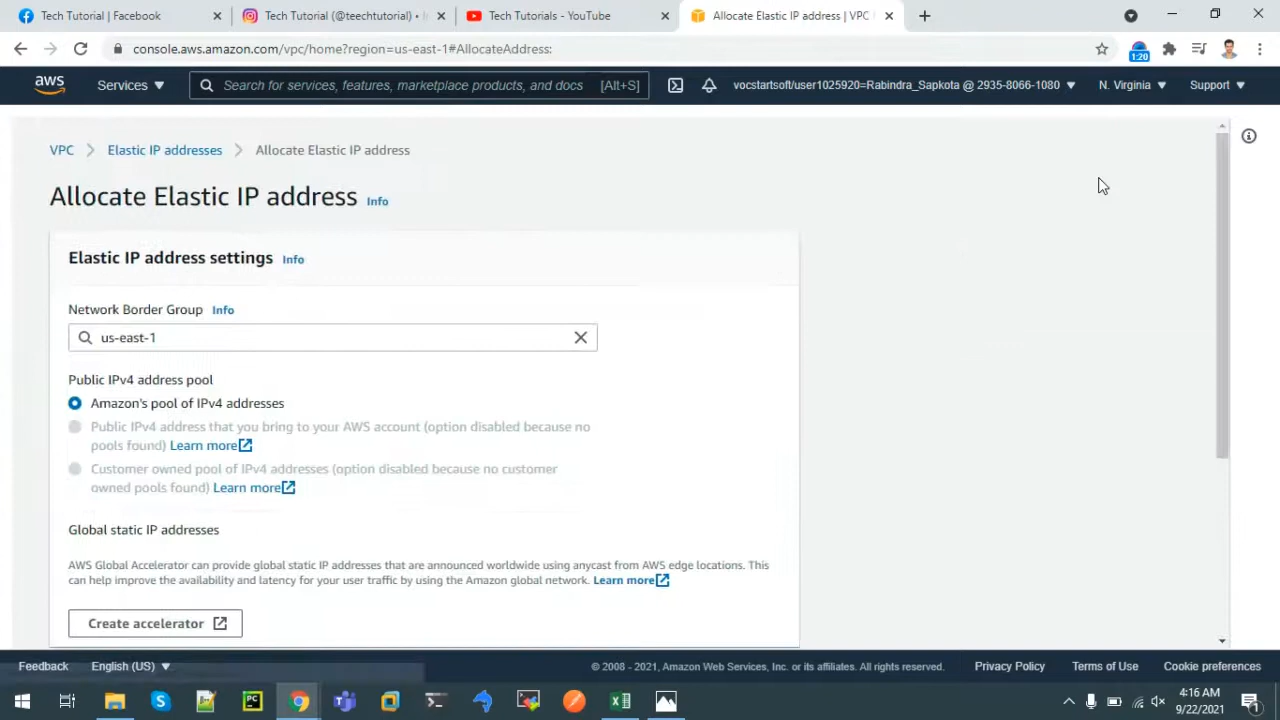 Tech Tutorial | Facebook
Tech Tutorial (@teechtutorial) • I
Tech Tutorials - YouTube
Allocate Elastic IP address | VPC
console.aws.amazon.com/vpc/home?region=us-east-1#AllocateAddress:
1:20
aws
Services
Search for services, features, marketplace products, and docs [Alt+S]
vocstartsoft/user1025920=Rabindra_Sapkota @ 2935-8066-1080
N. Virginia
Support
VPC > Elastic IP addresses > Allocate Elastic IP address
Allocate Elastic IP address Info
Elastic IP address settings Info
Network Border Group Info
us-east-1
Public IPv4 address pool
Amazon's pool of IPv4 addresses
Public IPv4 address that you bring to your AWS account (option disabled because no
pools found) Learn more
Customer owned pool of IPv4 addresses (option disabled because no customer
owned pools found) Learn more
Global static IP addresses
AWS Global Accelerator can provide global static IP addresses that are announced worldwide using anycast from AWS edge locations. This
can help improve the availability and latency for your user traffic by using the Amazon global network. Learn more
Create accelerator
Feedback
English (US)
© 2008 - 2021, Amazon Web Services, Inc. or its affiliates. All rights reserved.
Privacy Policy
Terms of Use
Cookie preferences
PC
4:16 AM
9/22/2021
1